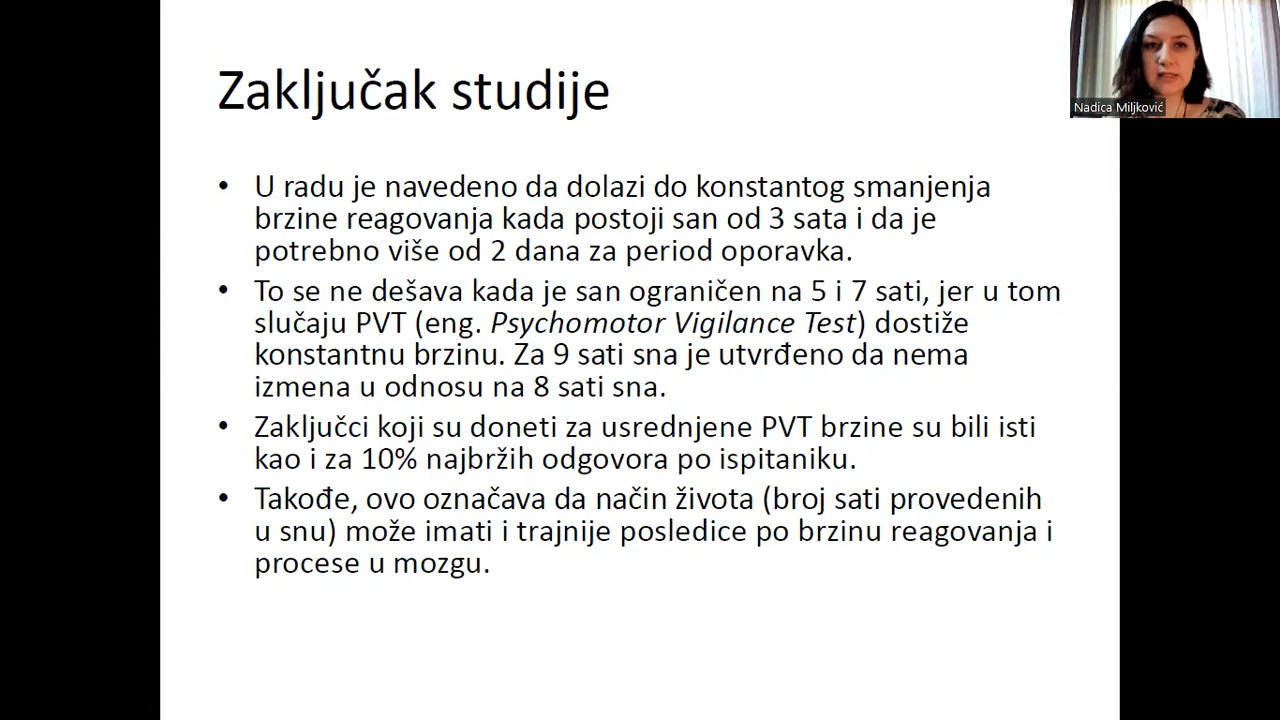 Zaključak studije
Nadica Miljković
• U radu je navedeno da dolazi do konstantog smanjenja
brzine reagovanja kada postoji san od 3 sata i da je
potrebno više od 2 dana za period oporavka.
• To se ne dešava kada je san ograničen na 5 i 7 sati, jer u tom
slučaju PVT (eng. Psychomotor Vigilance Test) dostiže
konstantnu brzinu. Za 9 sati sna je utvrđeno da nema
izmena u odnosu na 8 sati sna.
• Zaključci koji su doneti za usrednjene PVT brzine su bili isti
kao i za 10% najbržih odgovora po ispitaniku.
• Takođe, ovo označava da način života (broj sati provedenih
u snu) može imati i trajnije posledice po brzinu reagovanja i
procese u mozgu.